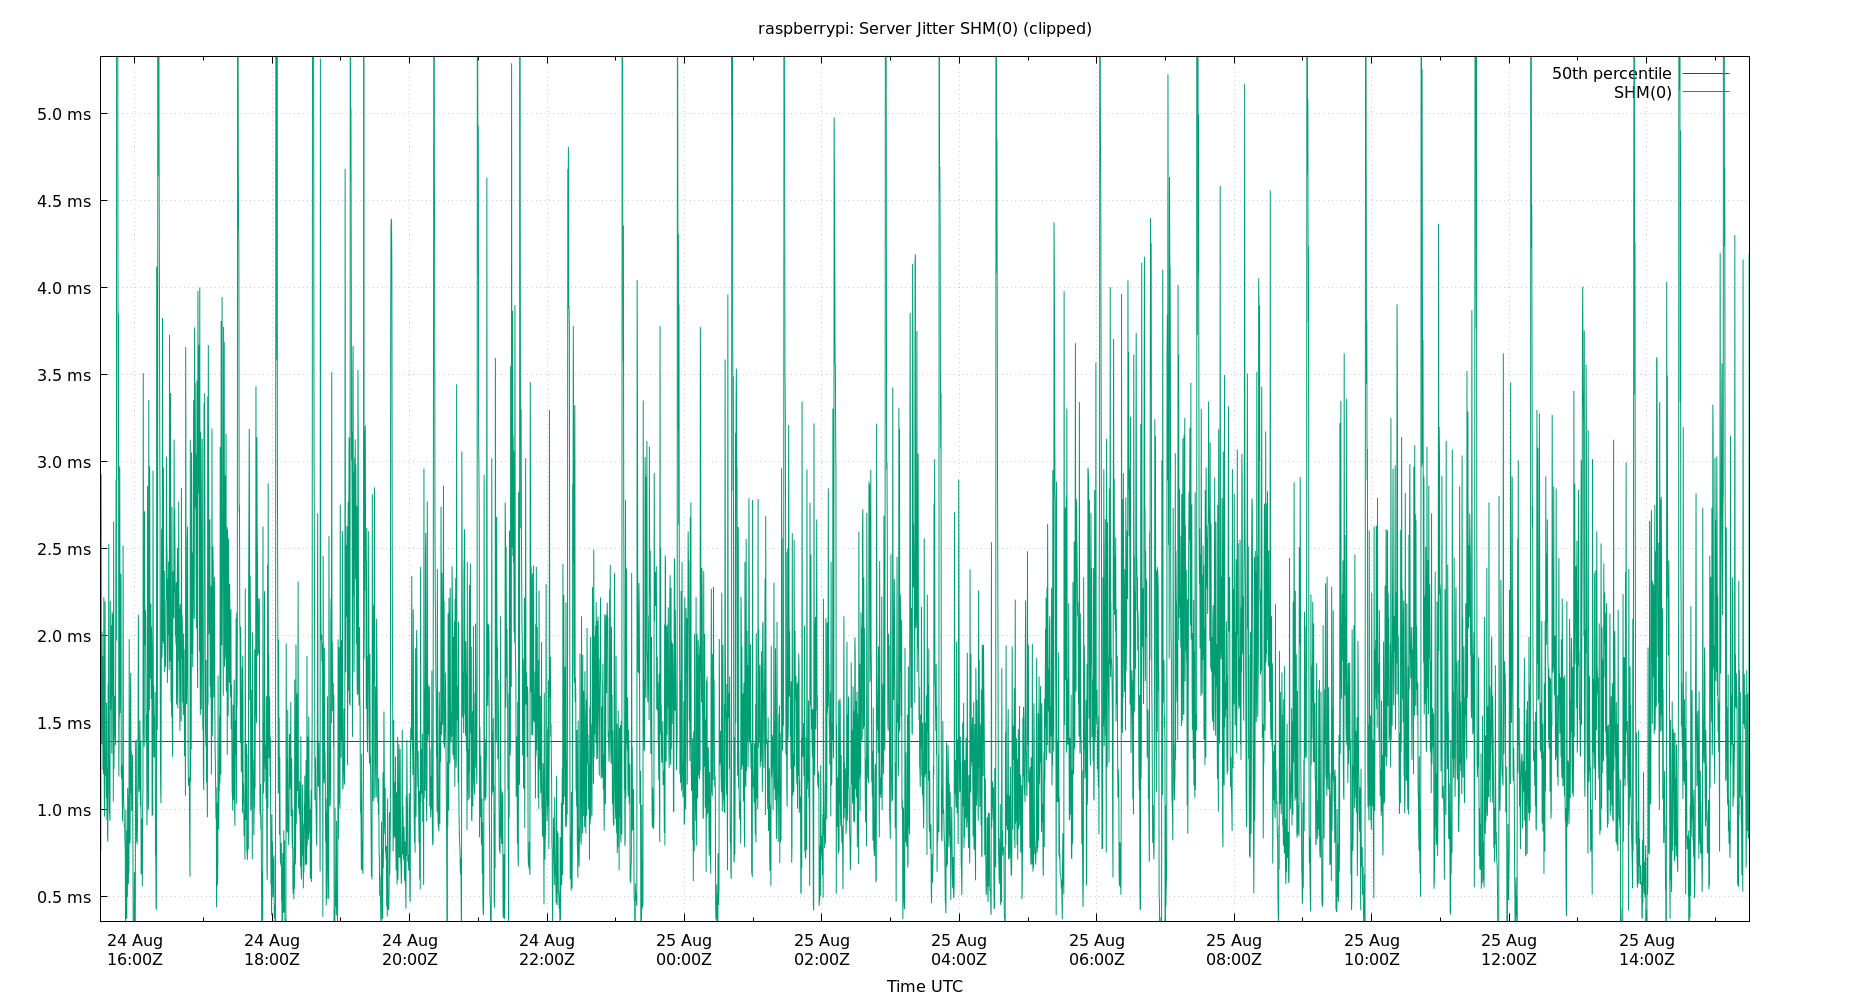 raspberrypi: Server Jitter SHM(0) (clipped)
50th percentile
SHM(0)
5.0 ms
4.5 ms
4.0 ms
3.5 ms
3.0 ms
2.5 ms
2.0 ms
1.5 ms
1.0 ms
0.5 ms
24 Aug 24 Aug 24 Aug 24 Aug 25 Aug 25 Aug 25 Aug 25 Aug 25 Aug 25 Aug 25 Aug 25 Aug
16:00Z 18:00Z 20:00Z 22:00Z 00:00Z 02:00Z 04:00Z 06:00Z 08:00Z 10:00Z 12:00Z 14:00Z
Time UTC